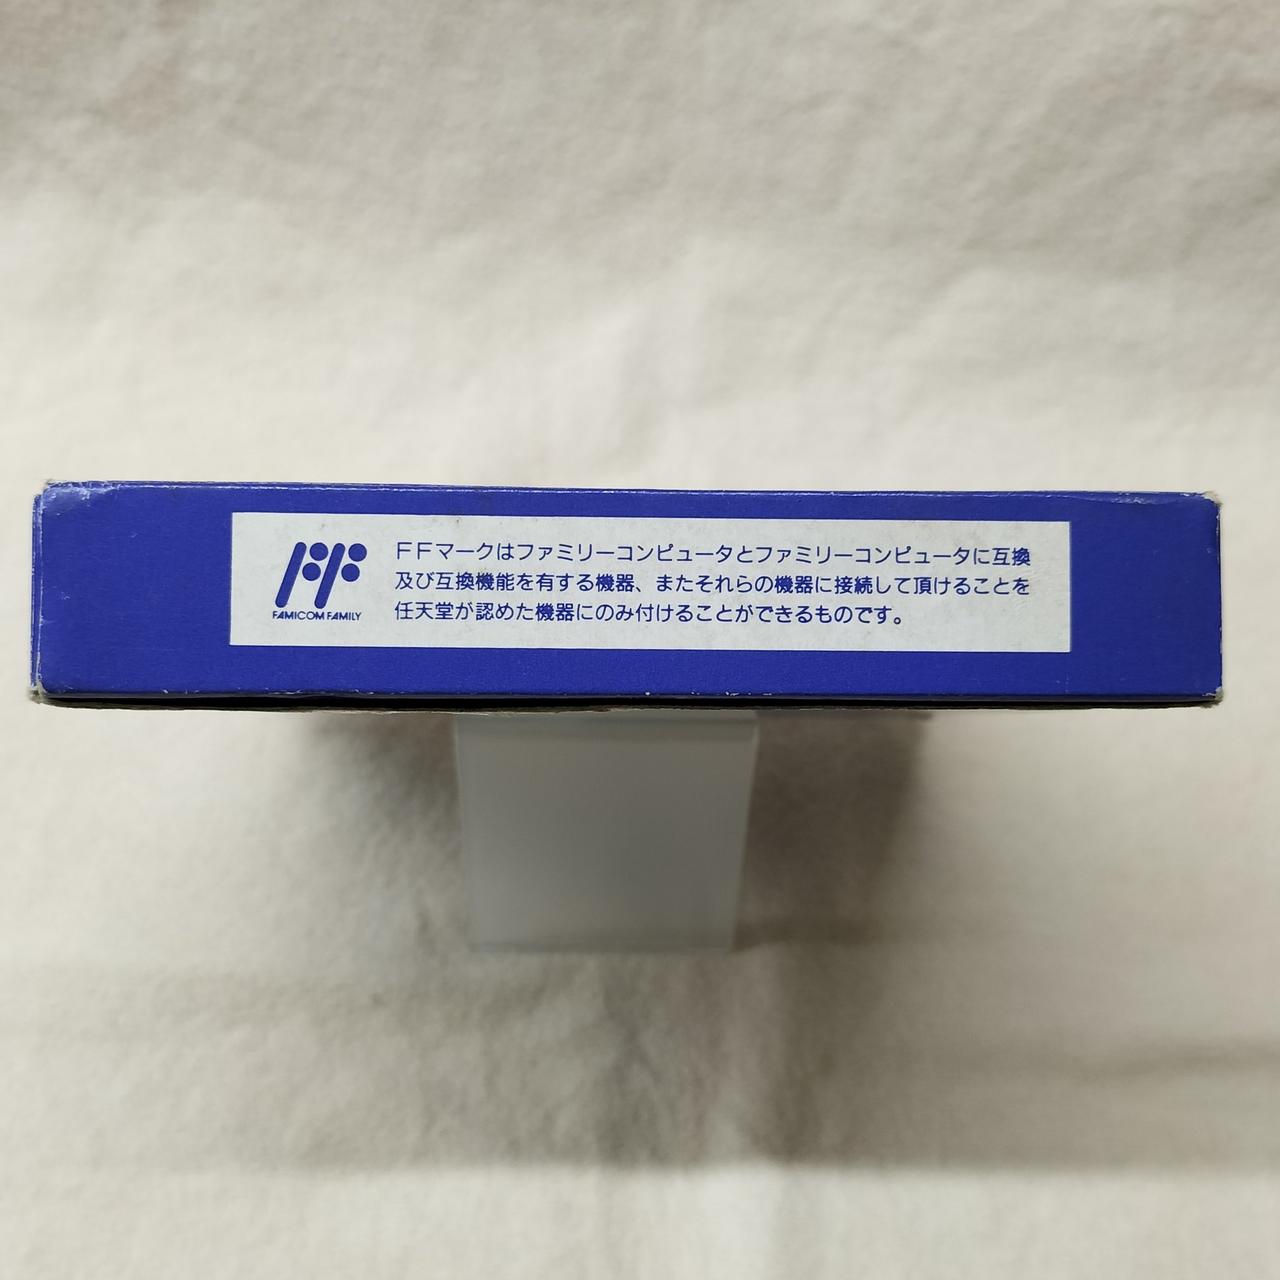 FAMICOM FAMILY
FFマークはファミリーコンピュータとファミリーコンピュータに互換
及び互換機能を有する機器、またそれらの機器に接続して頂けることを
任天堂が認めた機器にのみ付けることができるものです。